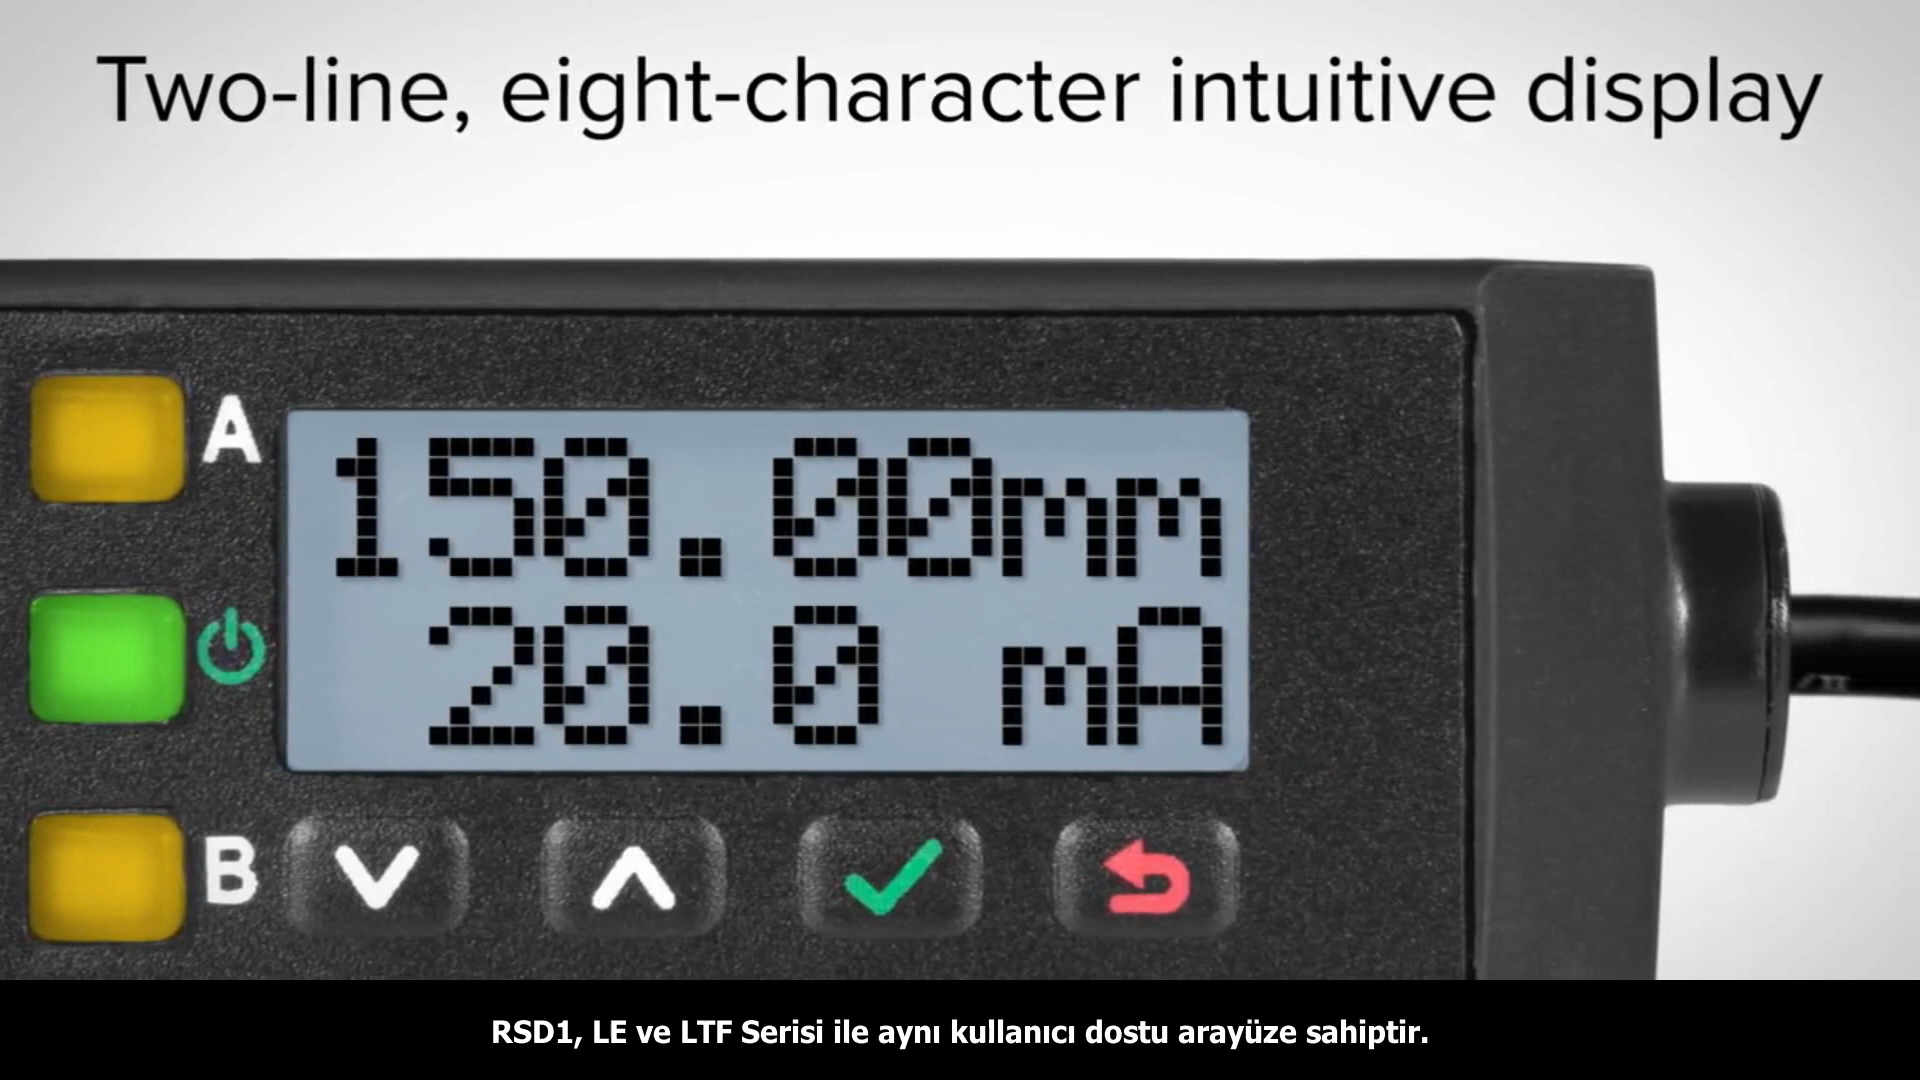 Two-line, eight-character intuitive display
A
150.00mm
20.0 mA
B
RSD1, LE ve LTF Serisi ile aynı kullanıcı dostu arayüze sahiptir.